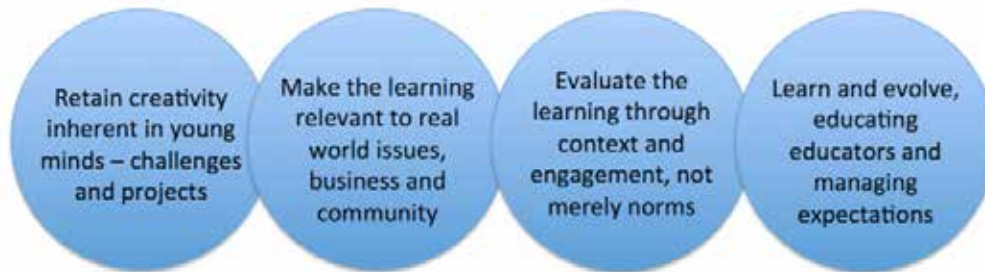 Retain creativity
inherent in young
minds – challenges
and projects
Make the learning
relevant to real
world issues,
business and
community
Evaluate the
learning through
context and
engagement, not
merely norms
Learn and evolve,
educating
educators and
managing
expectations